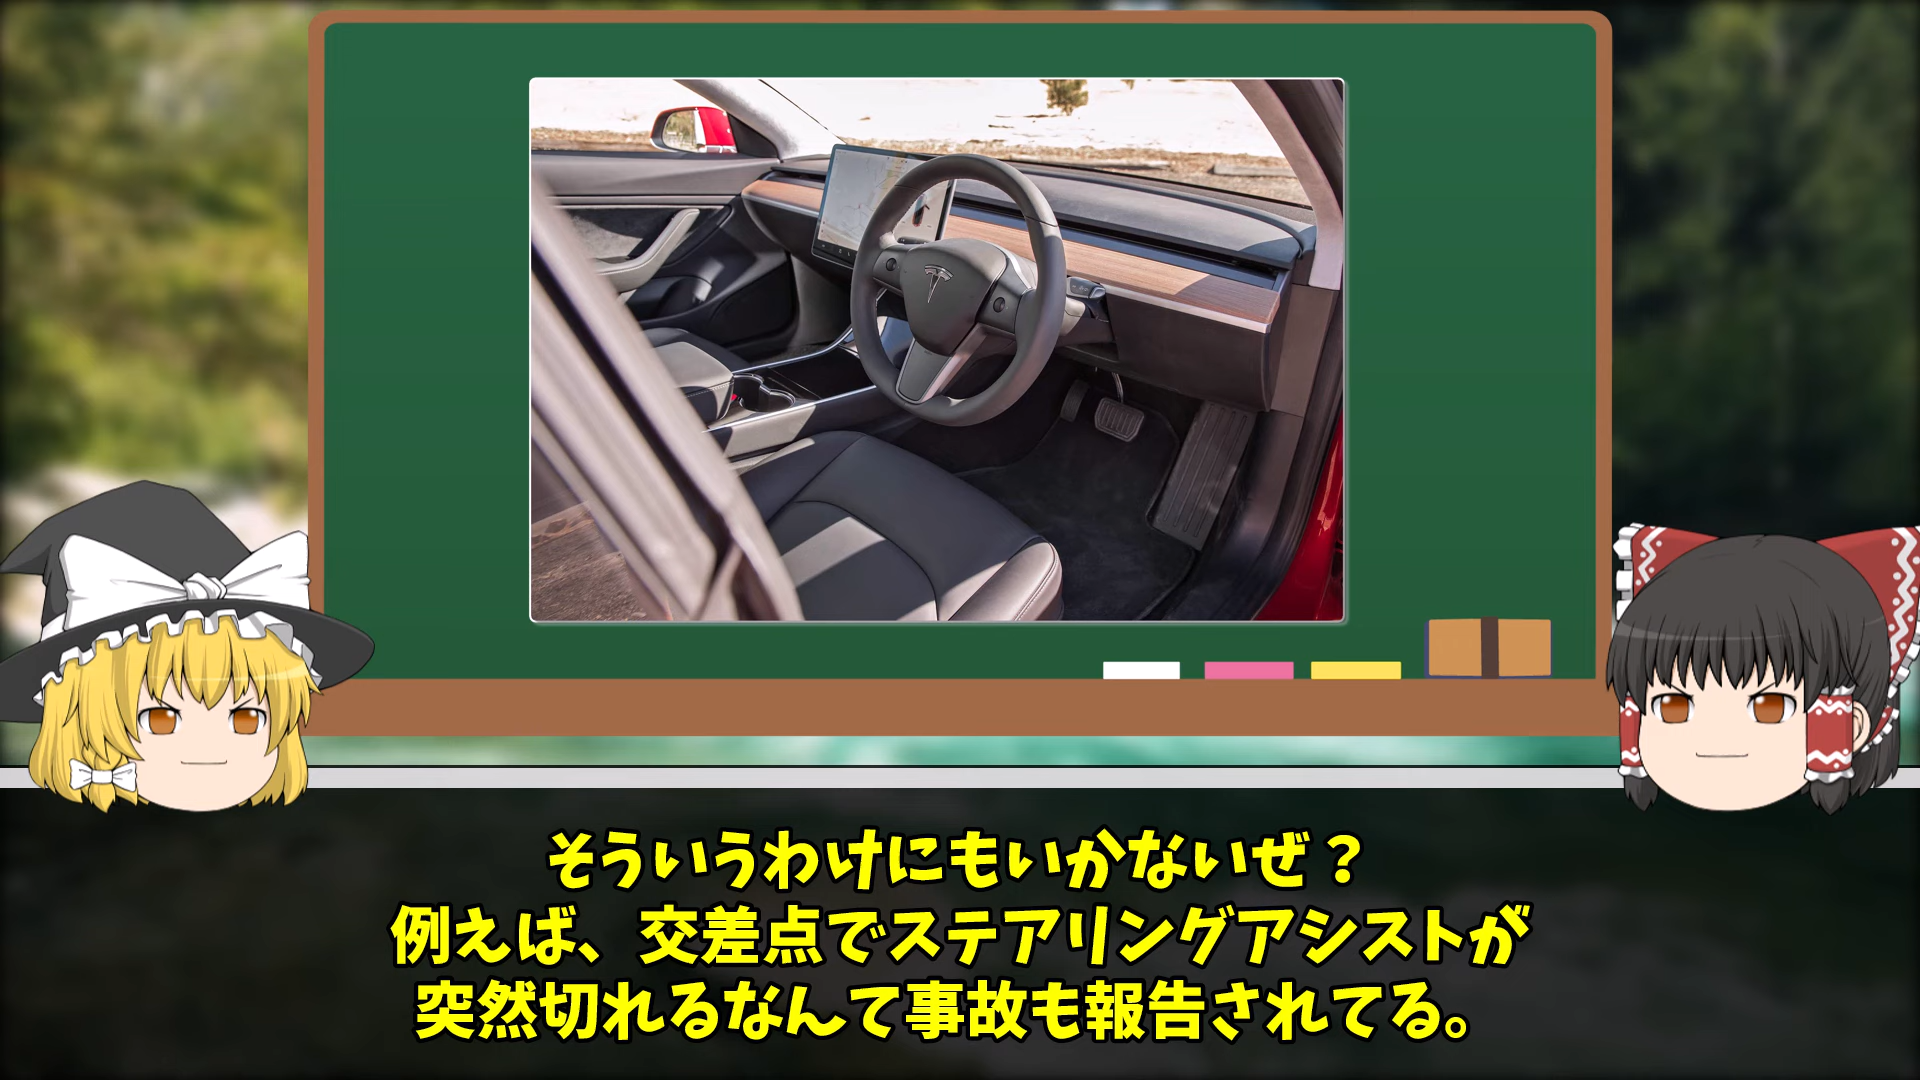 そういうわけにもいかないぜ？
例えば、交差点でステアリングアシストが
突然切れるなんて事故も報告されてる。